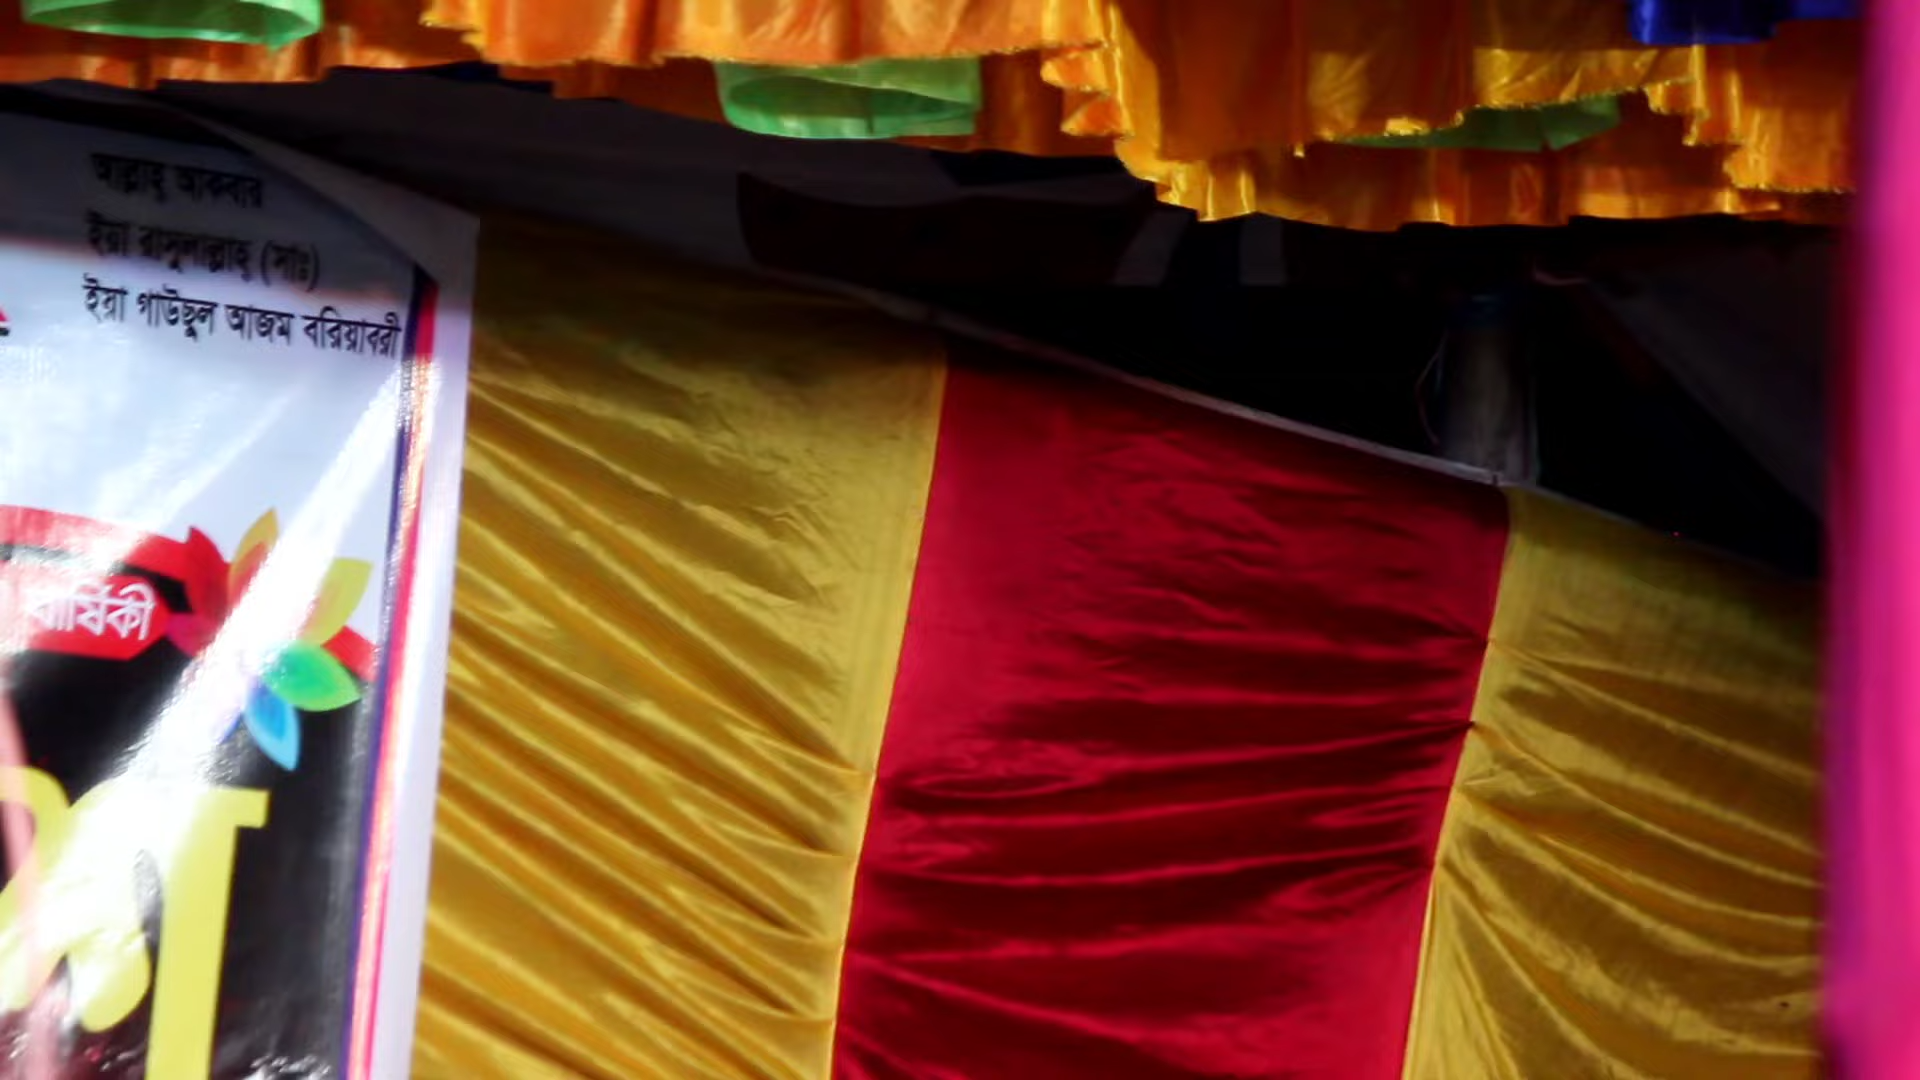 আল্লাহু আকবার
ইয়া রাসুলাল্লাহ্ (সাঃ)
ইয়া গাউছুল আজম বরিয়াবরী
বার্ষিকী